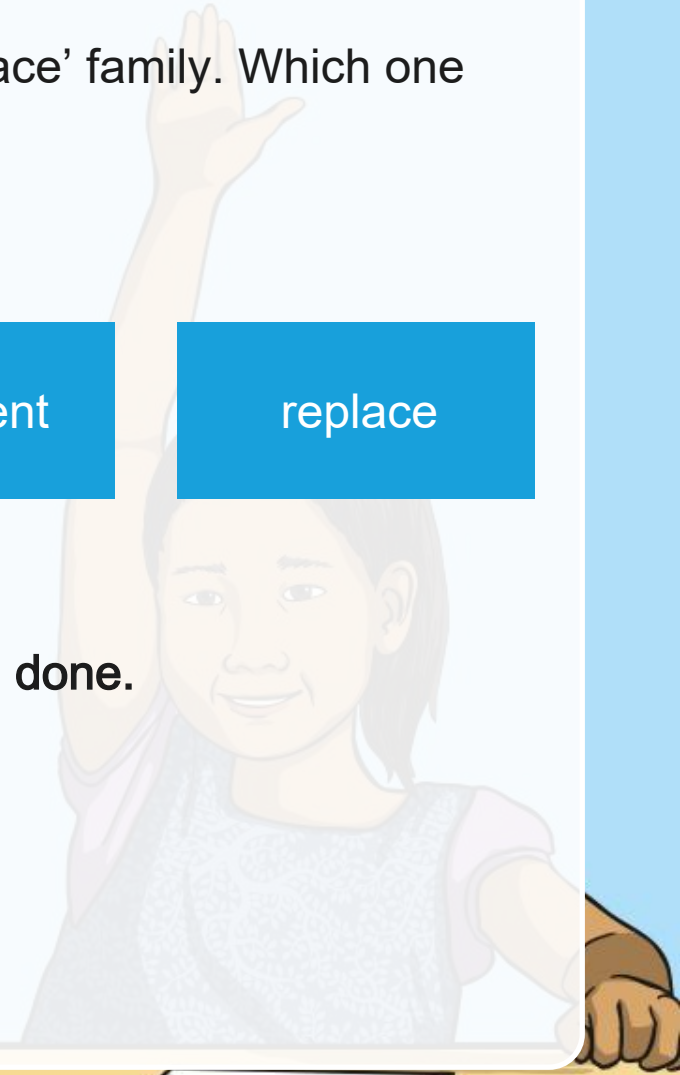 ace’ family. Which one
ent
replace
done.